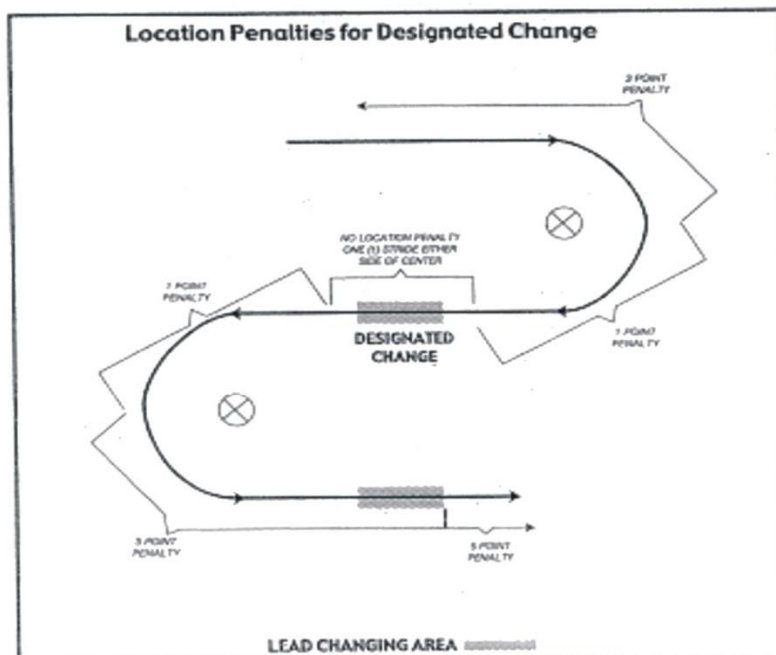 Location Penalties for Designated Change
3 POINT
PENALTY
NO LOCATION PENALTY
ONE (1) STRIDE EITHER
SIDE OF CENTER
1 POINT
PENALTY
DESIGNATED
CHANGE
1 POINT
PENALTY
3 POINT
PENALTY
5 POINT
PENALTY
LEAD CHANGING AREA